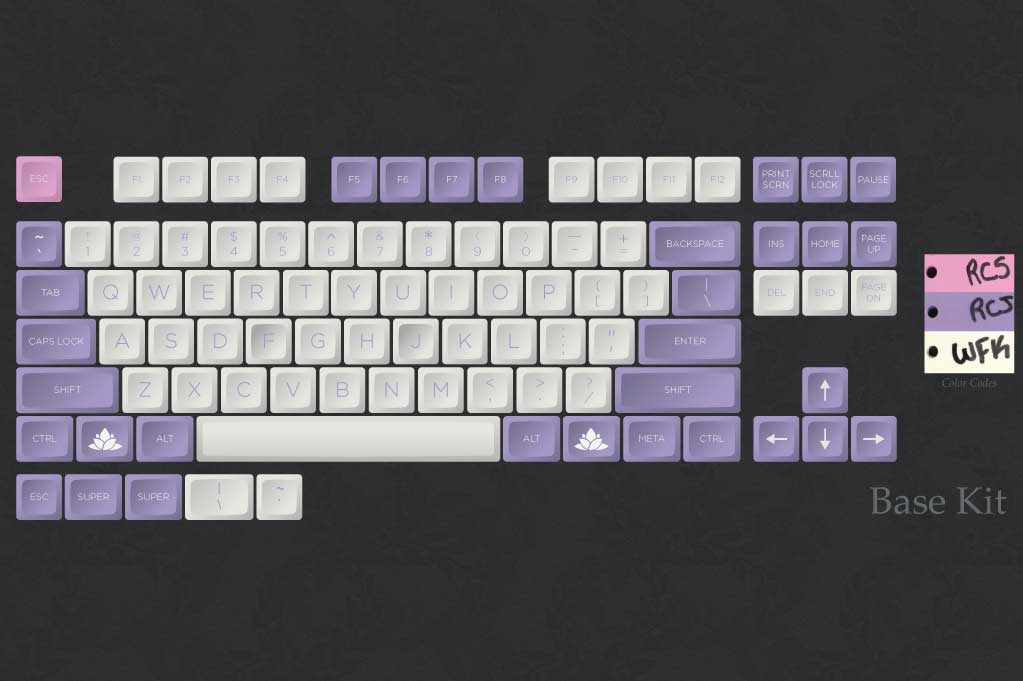 ESC F1 F2 F3 F4 F5 F6 F7 F8 F9 F10 F11 F12 PRINT SCRN SCRLL LOCK PAUSE
~ ` ! 1 @ 2 # 3 $ 4 % 5 ^ 6 & 7 * 8 ( 9 ) 0 — - + = BACKSPACE INS HOME PAGE UP
TAB Q W E R T Y U I O P { [ } ] | \ DEL END PAGE DN
CAPS LOCK A S D F G H J K L : ; " ' ENTER
SHIFT Z X C V B N M < , > . ? / SHIFT ↑
CTRL ALT ALT META CTRL ← ↓ →
ESC SUPER SUPER | \ ~ `
RCS
RCJ
WFK
Color Codes
Base Kit